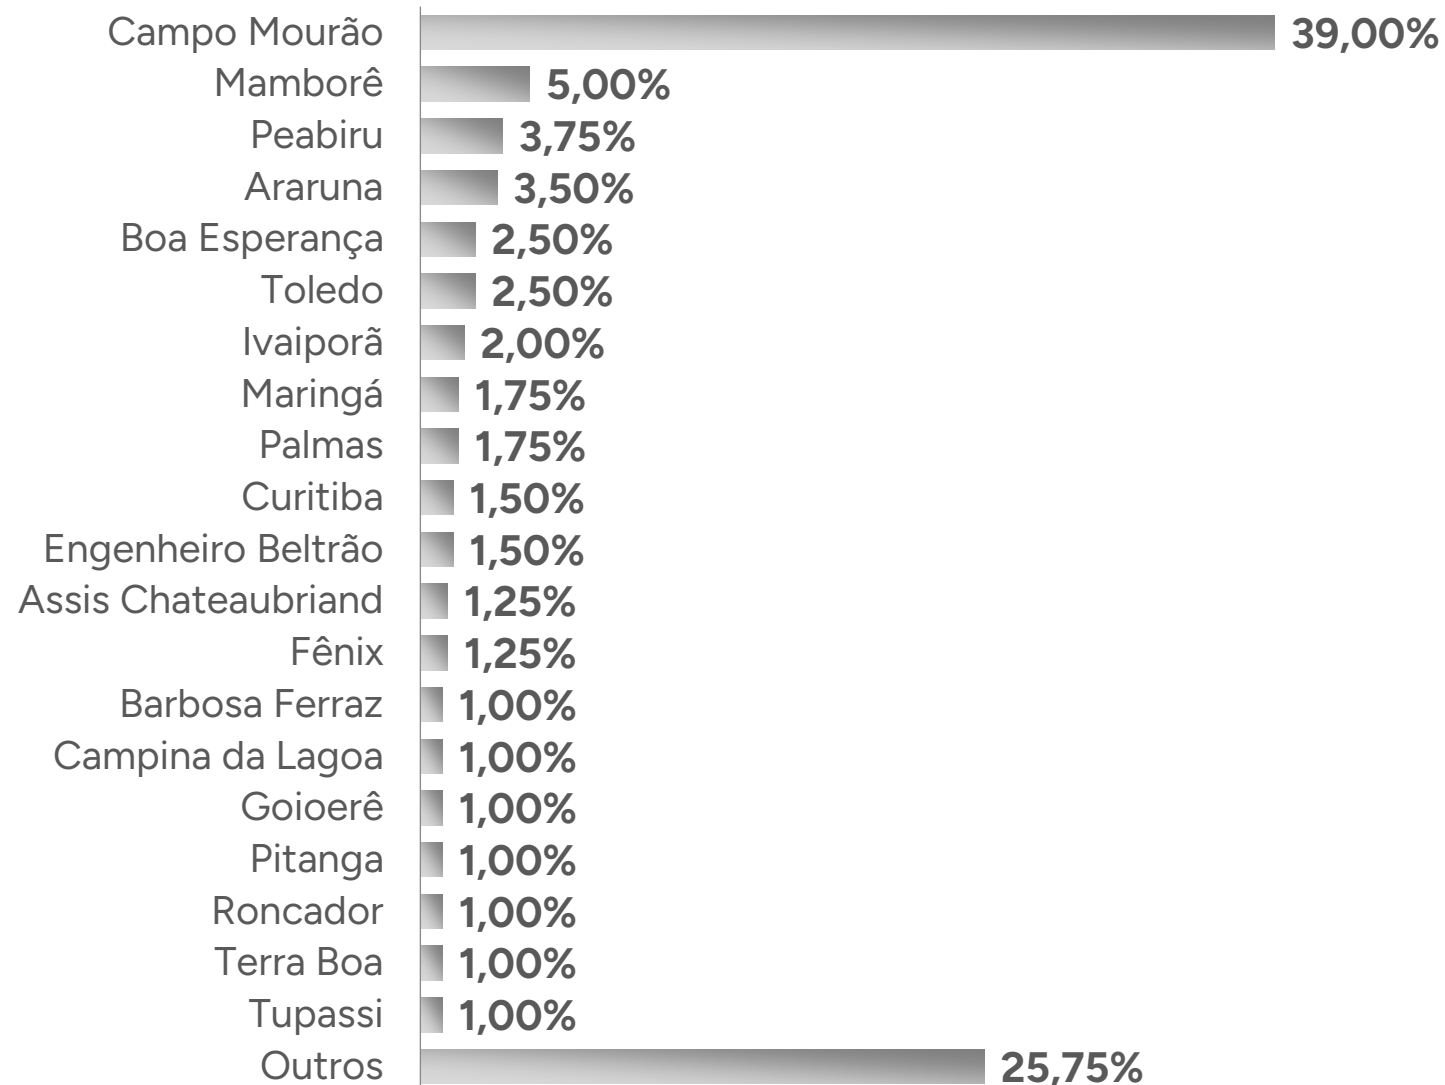 Campo Mourão 39,00%
Mamborê 5,00%
Peabiru 3,75%
Araruna 3,50%
Boa Esperança 2,50%
Toledo 2,50%
Ivaiporã 2,00%
Maringá 1,75%
Palmas 1,75%
Curitiba 1,50%
Engenheiro Beltrão 1,50%
Assis Chateaubriand 1,25%
Fênix 1,25%
Barbosa Ferraz 1,00%
Campina da Lagoa 1,00%
Goioerê 1,00%
Pitanga 1,00%
Roncador 1,00%
Terra Boa 1,00%
Tupassi 1,00%
Outros 25,75%